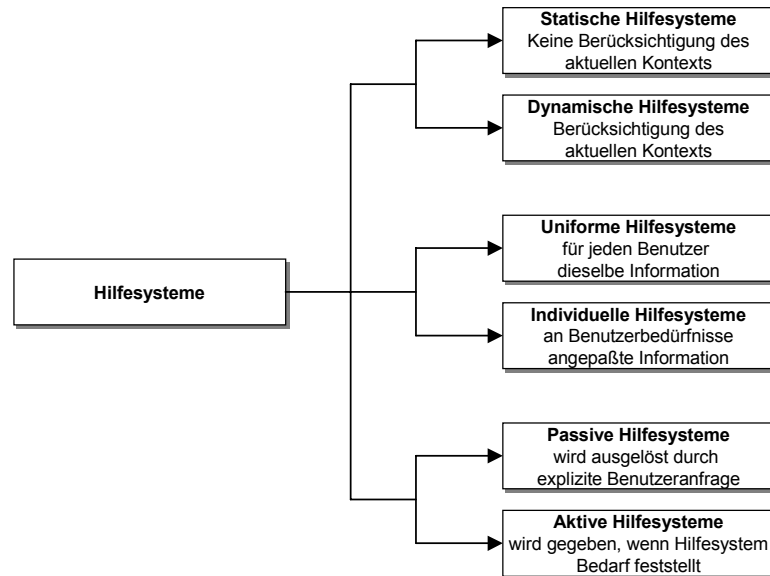 Statische Hilfesysteme
Keine Berücksichtigung des
aktuellen Kontexts
Dynamische Hilfesysteme
Berücksichtigung des
aktuellen Kontexts
Uniforme Hilfesysteme
für jeden Benutzer
dieselbe Information
Hilfesysteme
Individuelle Hilfesysteme
an Benutzerbedürfnisse
angepaßte Information
Passive Hilfesysteme
wird ausgelöst durch
explizite Benutzeranfrage
Aktive Hilfesysteme
wird gegeben, wenn Hilfesystem
Bedarf feststellt